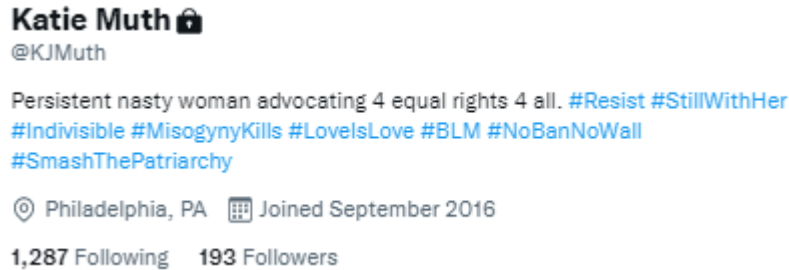 Katie Muth
@KJMuth
Persistent nasty woman advocating 4 equal rights 4 all. #Resist #StillWithHer
#Indivisible #MisogynyKills #LoveIsLove #BLM #NoBanNoWall
#SmashThePatriarchy
Philadelphia, PA Joined September 2016
1,287 Following 193 Followers